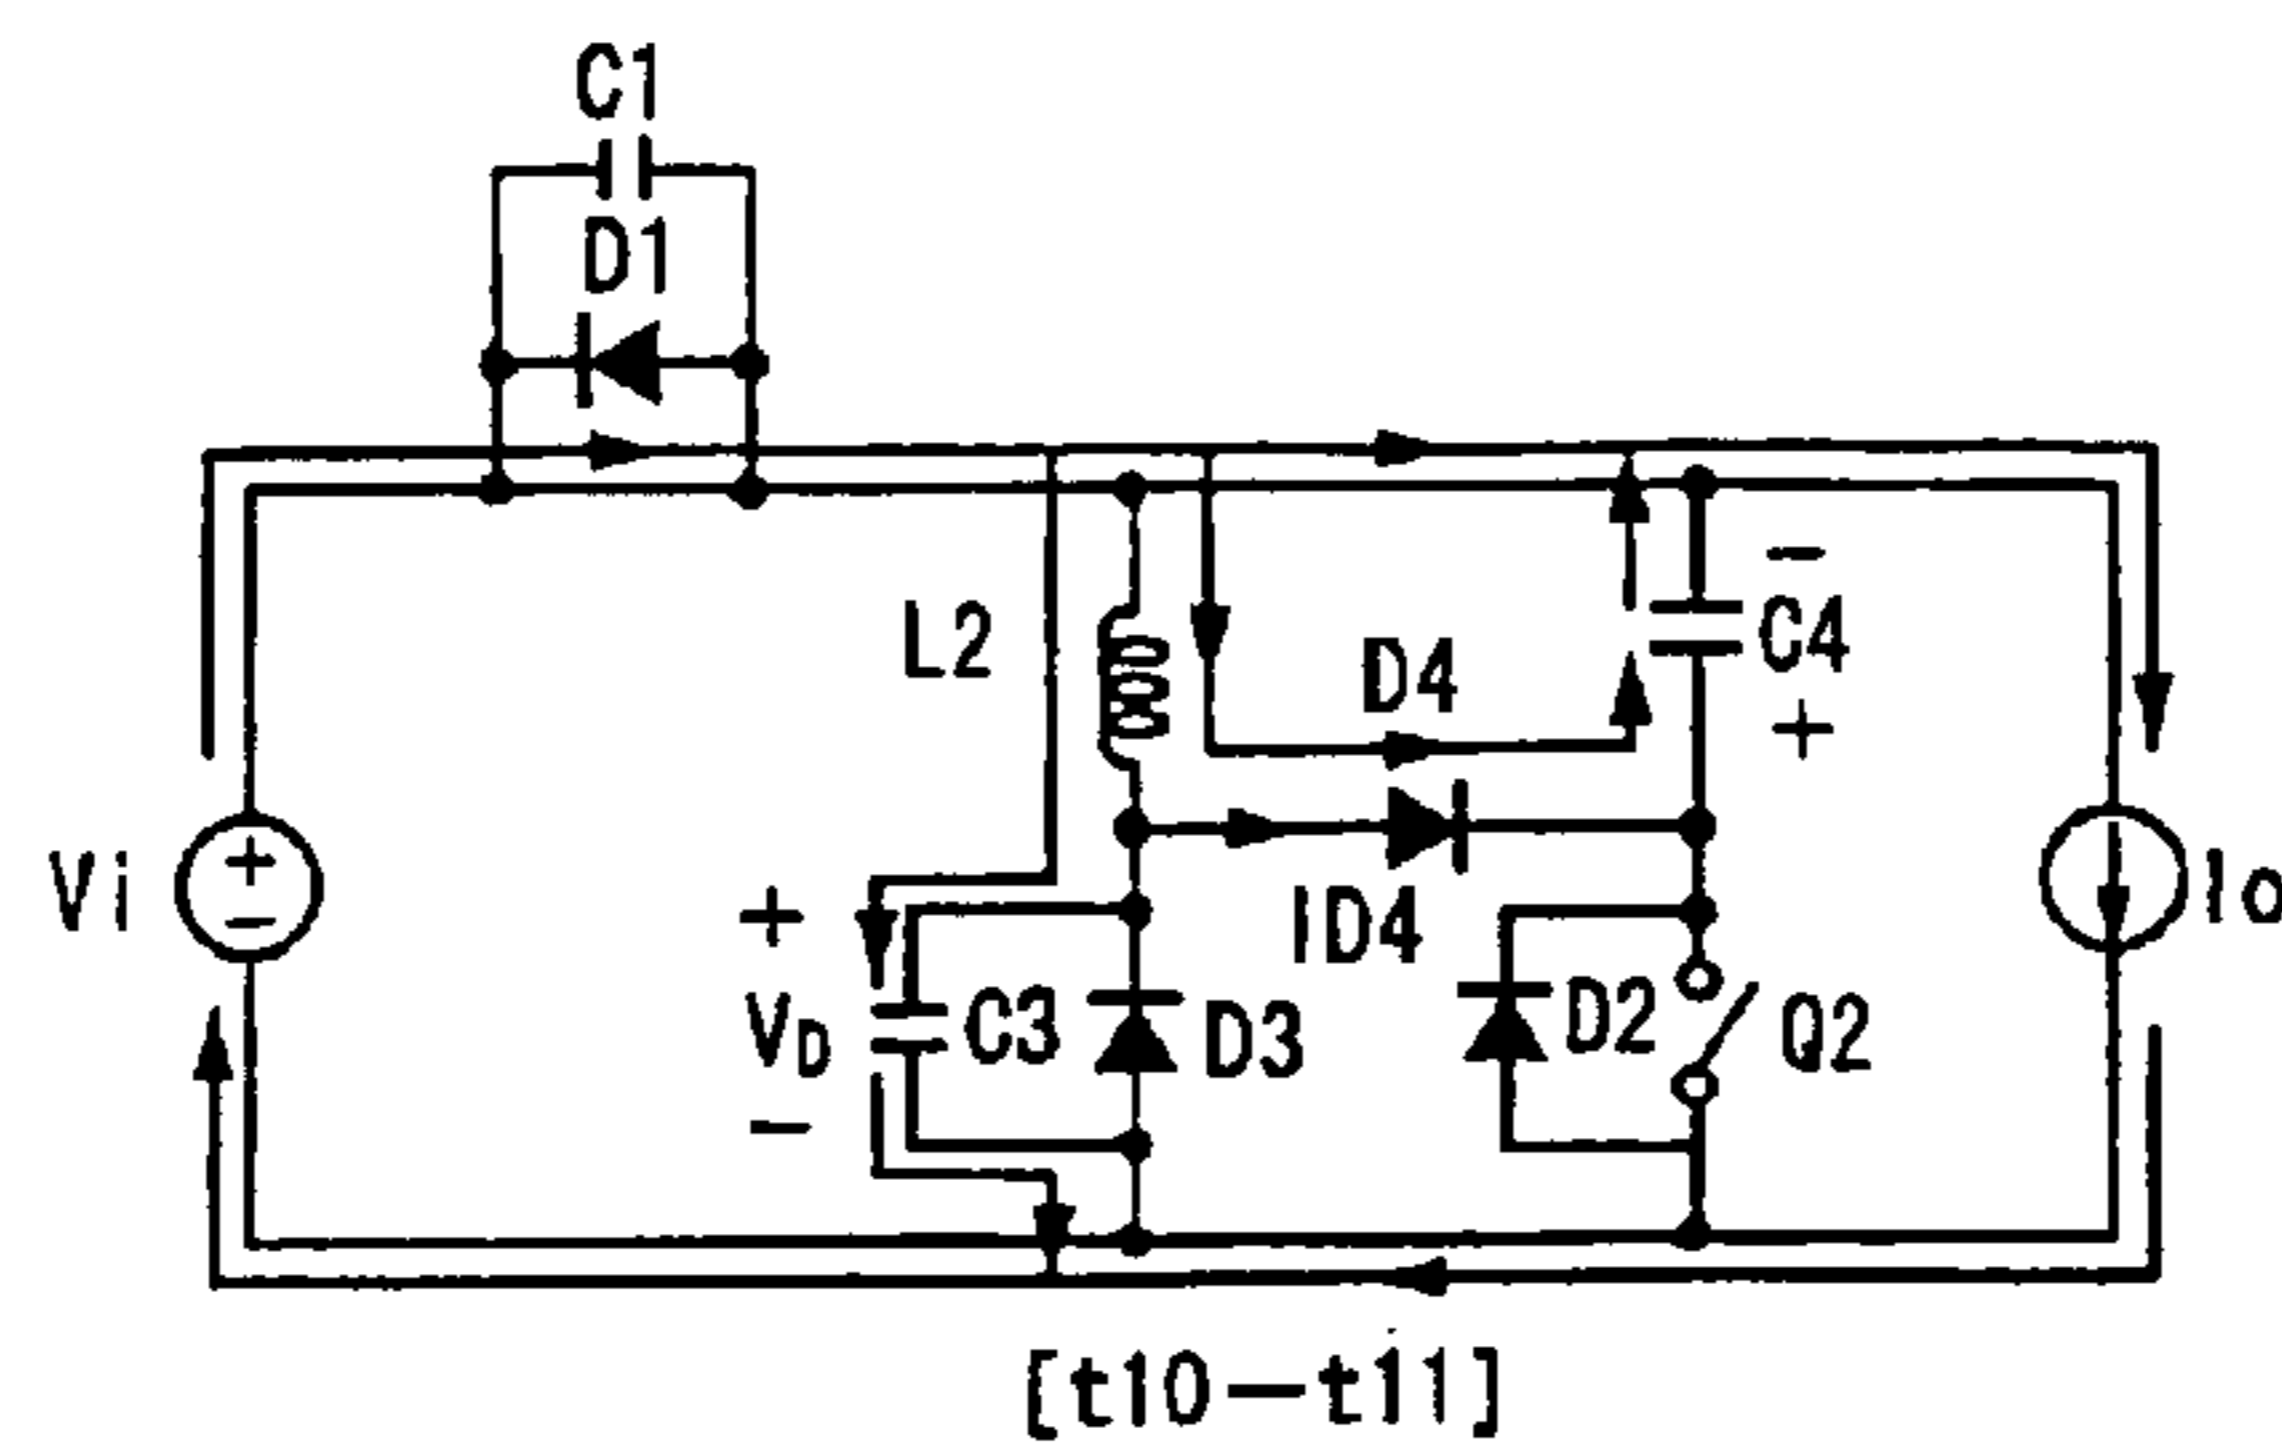 C1
D1
−
L2
D4
C4
+
Vi
+
−
+
VD
−
C3
D3
ID4
D2
Q2
Io
[t10−t11]